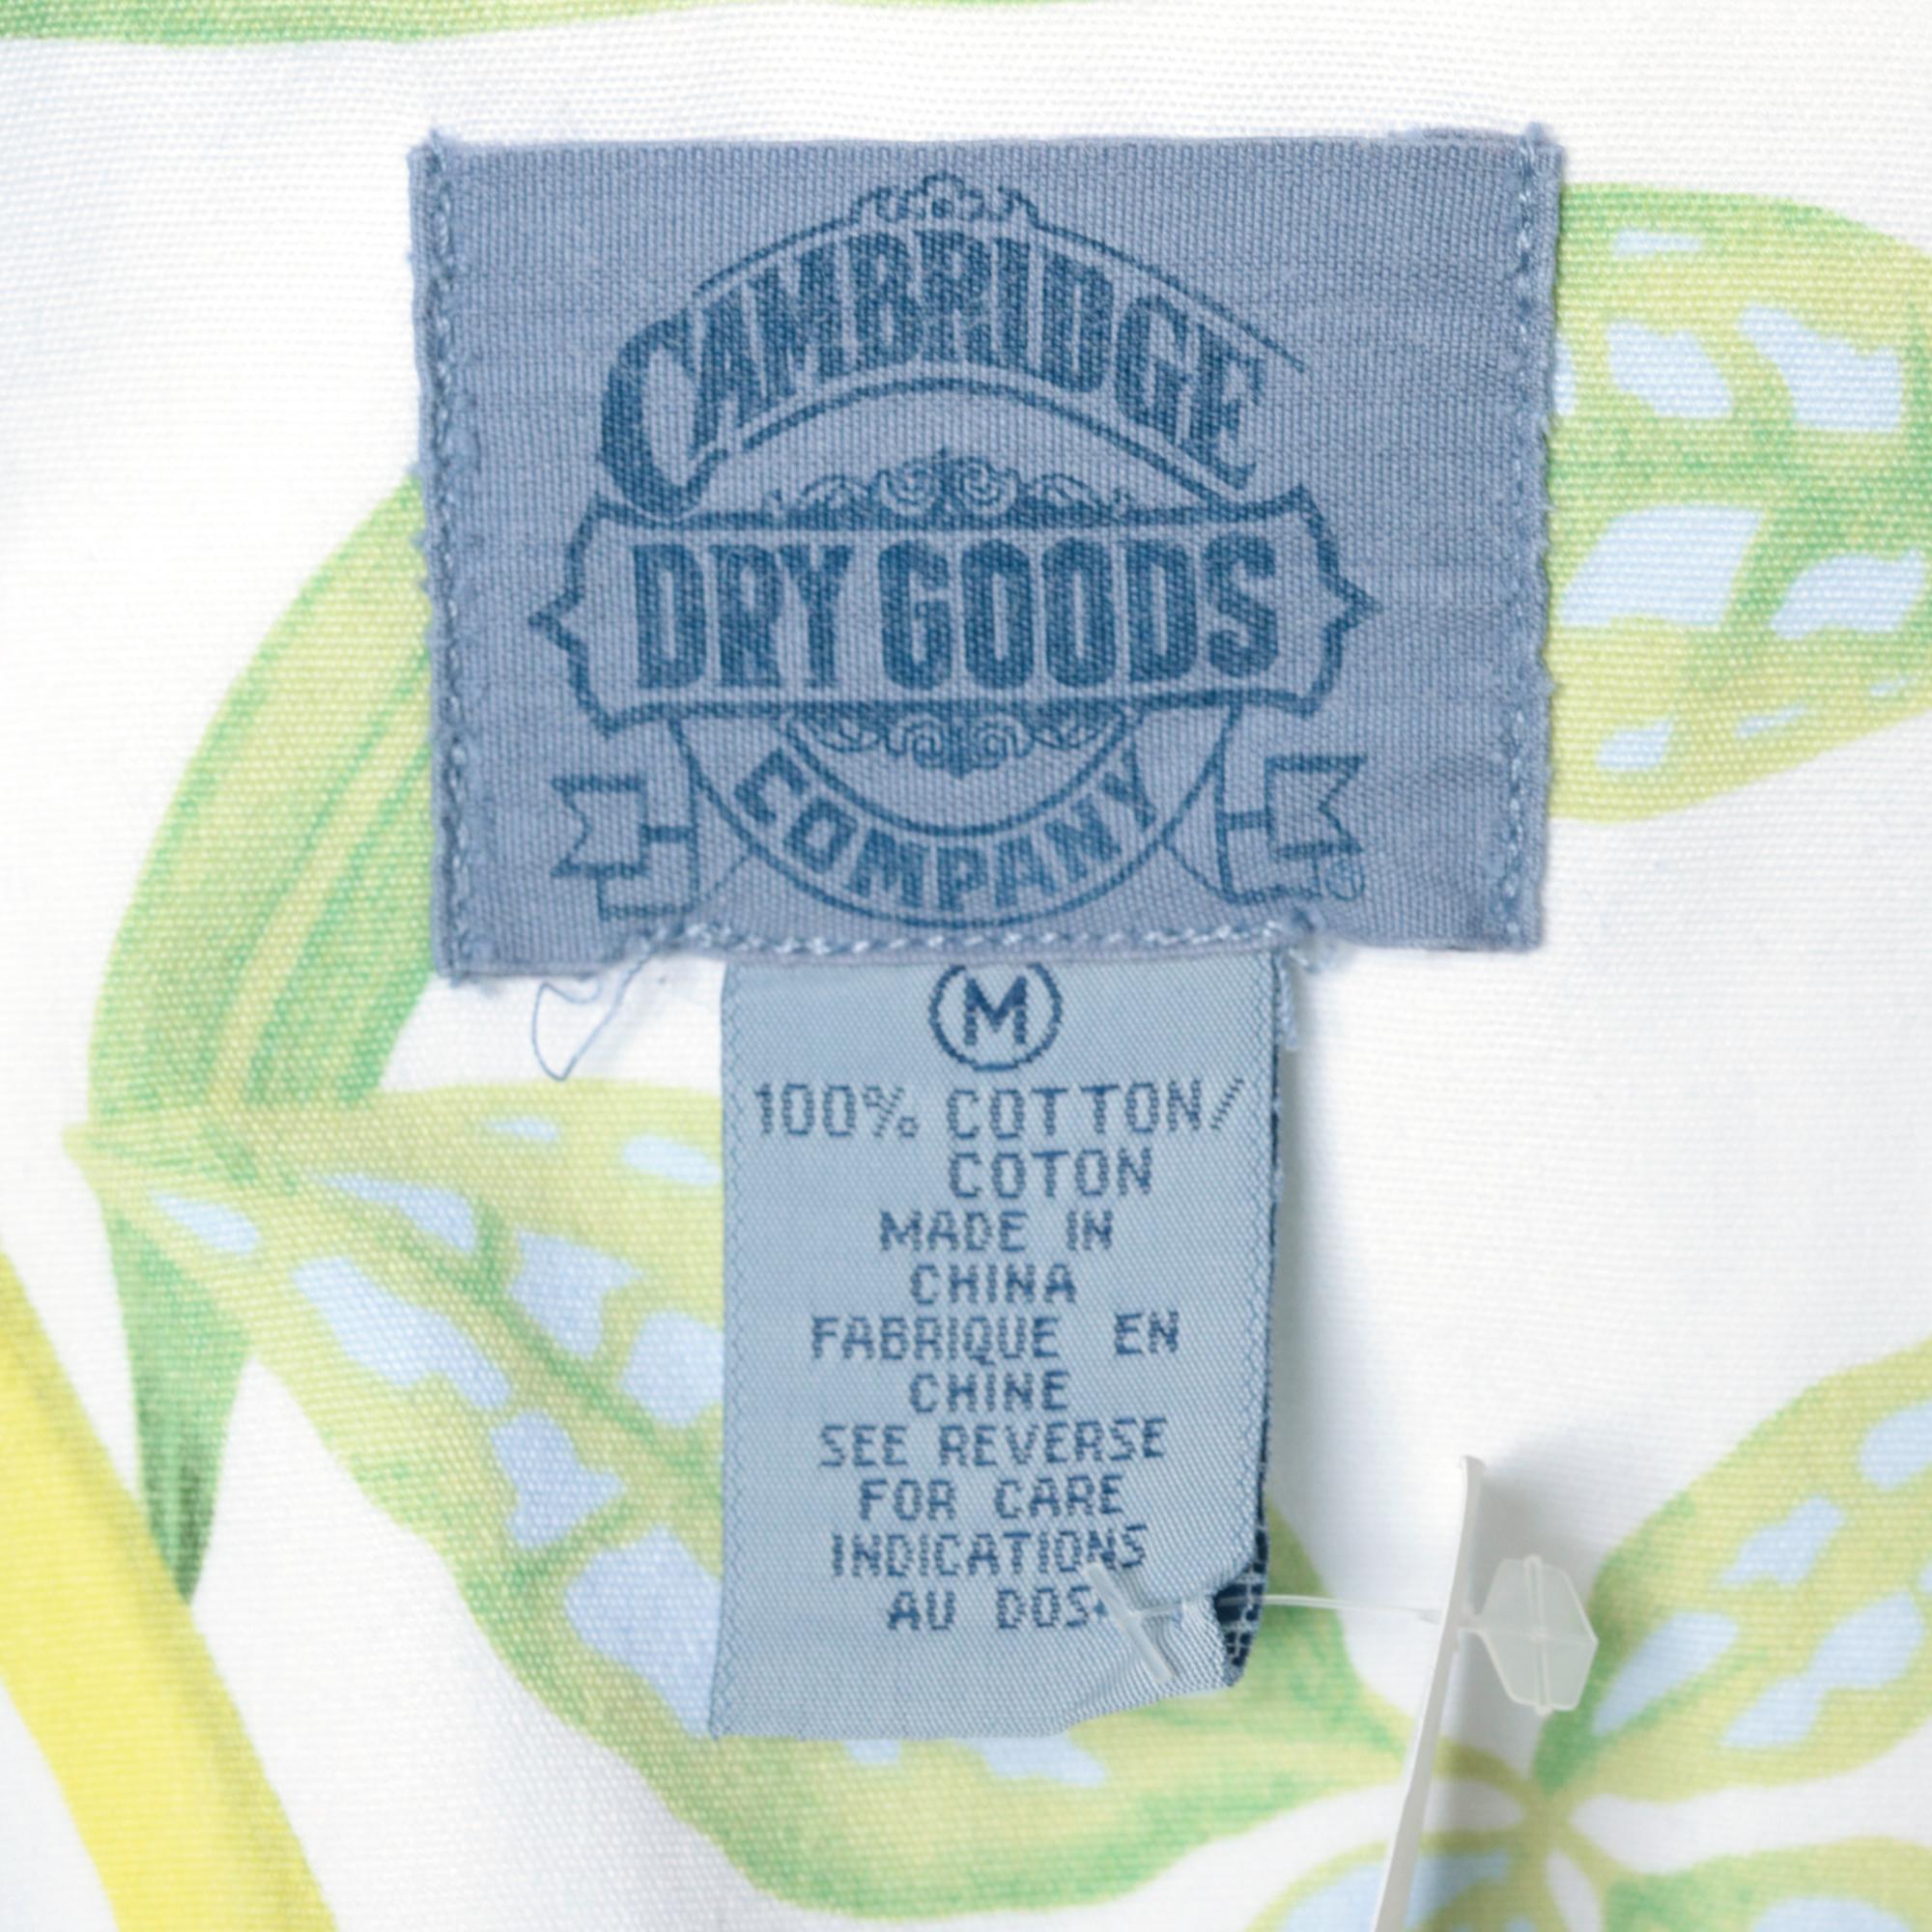 CAMBRIDGE
DRY GOODS
COMPANY
M
100% COTTON/
COTON
MADE IN
CHINA
FABRIQUE EN
CHINE
SEE REVERSE
FOR CARE
INDICATIONS
AU DOS.